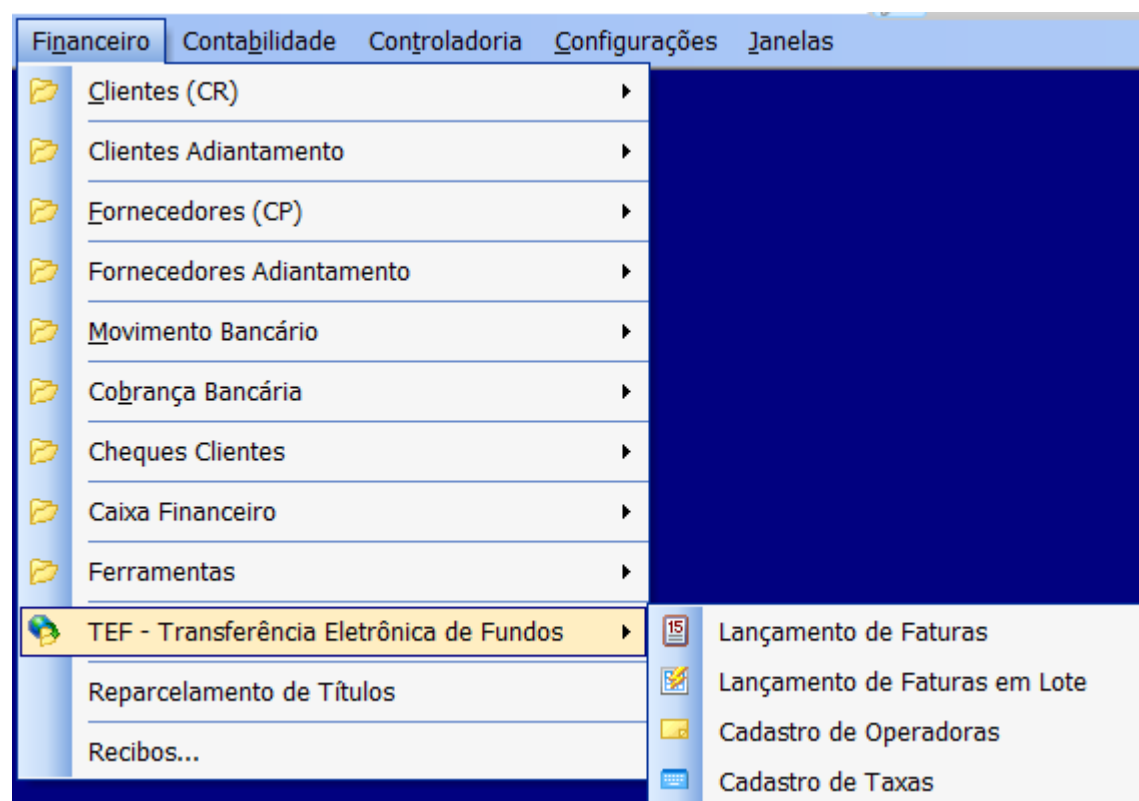 Financeiro Contabilidade Controladoria Configurações Janelas
Clientes (CR)
Clientes Adiantamento
Fornecedores (CP)
Fornecedores Adiantamento
Movimento Bancário
Cobrança Bancária
Cheques Clientes
Caixa Financeiro
Ferramentas
TEF - Transferência Eletrônica de Fundos
Reparcelamento de Títulos
Recibos...
15
Lançamento de Faturas
Lançamento de Faturas em Lote
Cadastro de Operadoras
Cadastro de Taxas